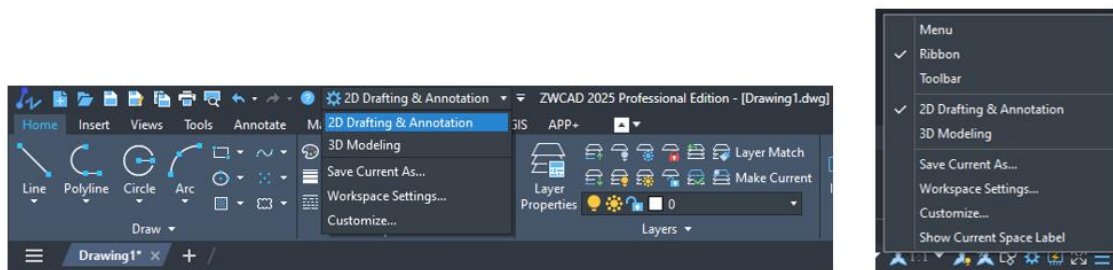 2D Drafting & Annotation
ZWCAD 2025 Professional Edition - [Drawing1.dwg]
Home Insert Views Tools Annotate GIS APP+
2D Drafting & Annotation
3D Modeling
Save Current As...
Workspace Settings...
Customize...
Line Polyline Circle Arc
Draw
Layer Properties
Layer Match
Make Current
0
Layers
Drawing1*
Menu
Ribbon
Toolbar
2D Drafting & Annotation
3D Modeling
Save Current As...
Workspace Settings...
Customize...
Show Current Space Label
1:1